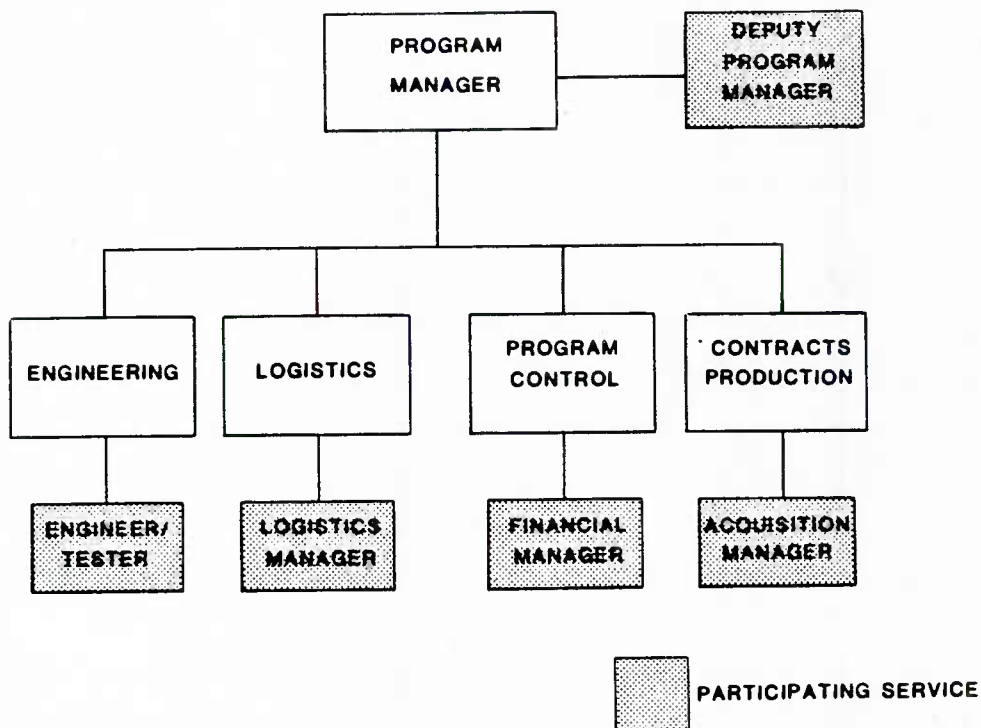 PROGRAM
MANAGER
DEPUTY
PROGRAM
MANAGER
ENGINEERING
LOGISTICS
PROGRAM
CONTROL
CONTRACTS
PRODUCTION
ENGINEER/
TESTER
LOGISTICS
MANAGER
FINANCIAL
MANAGER
ACQUISITION
MANAGER
PARTICIPATING SERVICE